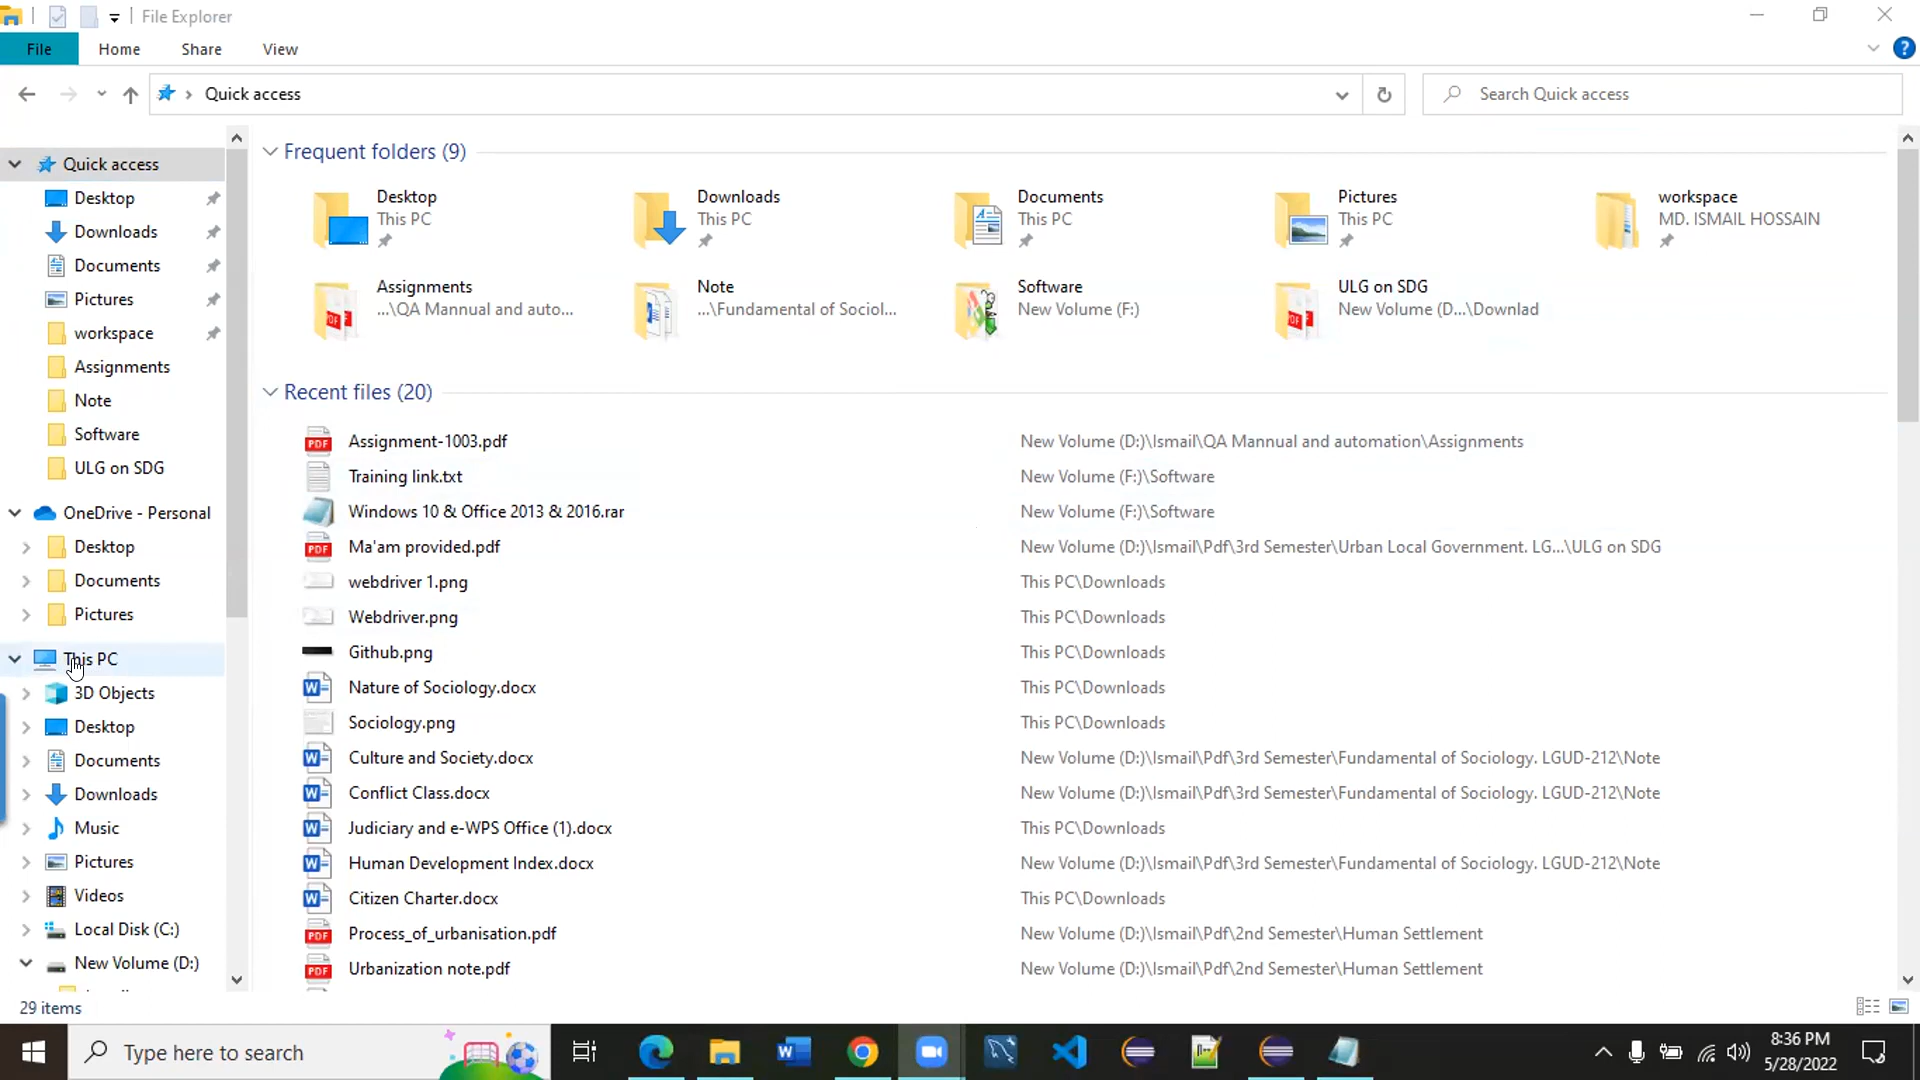 File Explorer
File Home Share View
Quick access
Search Quick access
Quick access
Desktop
Downloads
Documents
Pictures
workspace
Assignments
Note
Software
ULG on SDG
OneDrive - Personal
Desktop
Documents
Pictures
This PC
3D Objects
Desktop
Documents
Downloads
Music
Pictures
Videos
Local Disk (C:)
New Volume (D:)
Frequent folders (9)
Desktop
This PC
Downloads
This PC
Documents
This PC
Pictures
This PC
workspace
MD. ISMAIL HOSSAIN
Assignments
...\QA Mannual and auto...
Note
...\Fundamental of Sociol...
Software
New Volume (F:)
ULG on SDG
New Volume (D...\Downlad
Recent files (20)
Assignment-1003.pdf New Volume (D:)\Ismail\QA Mannual and automation\Assignments
Training link.txt New Volume (F:)\Software
Windows 10 & Office 2013 & 2016.rar New Volume (F:)\Software
Ma'am provided.pdf New Volume (D:)\Ismail\Pdf\3rd Semester\Urban Local Government. LG...\ULG on SDG
webdriver 1.png This PC\Downloads
Webdriver.png This PC\Downloads
Github.png This PC\Downloads
Nature of Sociology.docx This PC\Downloads
Sociology.png This PC\Downloads
Culture and Society.docx New Volume (D:)\Ismail\Pdf\3rd Semester\Fundamental of Sociology. LGUD-212\Note
Conflict Class.docx New Volume (D:)\Ismail\Pdf\3rd Semester\Fundamental of Sociology. LGUD-212\Note
Judiciary and e-WPS Office (1).docx This PC\Downloads
Human Development Index.docx New Volume (D:)\Ismail\Pdf\3rd Semester\Fundamental of Sociology. LGUD-212\Note
Citizen Charter.docx This PC\Downloads
Process_of_urbanisation.pdf New Volume (D:)\Ismail\Pdf\2nd Semester\Human Settlement
Urbanization note.pdf New Volume (D:)\Ismail\Pdf\2nd Semester\Human Settlement
29 items
Type here to search
8:36 PM
5/28/2022